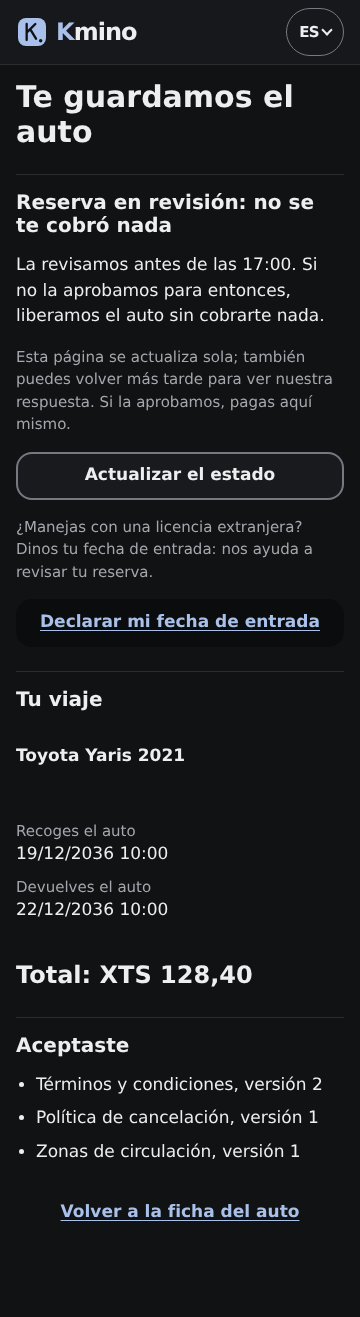 Kmino
ES
Te guardamos el
auto
Reserva en revisión: no se
te cobró nada
La revisamos antes de las 17:00. Si
no la aprobamos para entonces,
liberamos el auto sin cobrarte nada.
Esta página se actualiza sola; también
puedes volver más tarde para ver nuestra
respuesta. Si la aprobamos, pagas aquí
mismo.
Actualizar el estado
¿Manejas con una licencia extranjera?
Dinos tu fecha de entrada: nos ayuda a
revisar tu reserva.
Declarar mi fecha de entrada
Tu viaje
Toyota Yaris 2021
Recoges el auto
19/12/2036 10:00
Devuelves el auto
22/12/2036 10:00
Total: XTS 128,40
Aceptaste
• Términos y condiciones, versión 2
• Política de cancelación, versión 1
• Zonas de circulación, versión 1
Volver a la ficha del auto